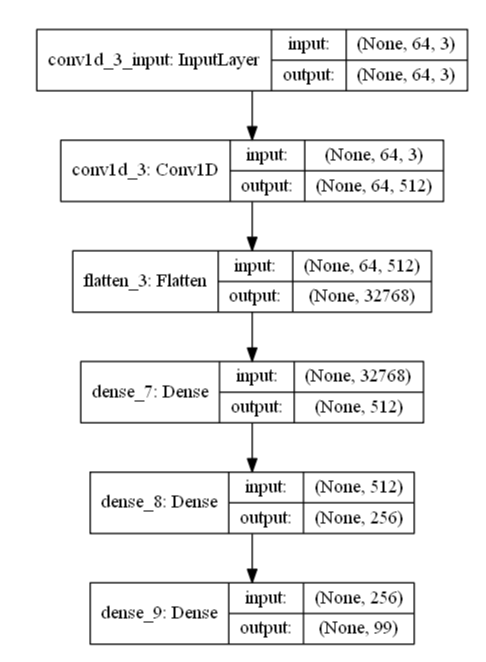 conv1d_3_input: InputLayer
input:
(None, 64, 3)
output:
(None, 64, 3)
conv1d_3: Conv1D
input:
(None, 64, 3)
output:
(None, 64, 512)
flatten_3: Flatten
input:
(None, 64, 512)
output:
(None, 32768)
dense_7: Dense
input:
(None, 32768)
output:
(None, 512)
dense_8: Dense
input:
(None, 512)
output:
(None, 256)
dense_9: Dense
input:
(None, 256)
output:
(None, 99)